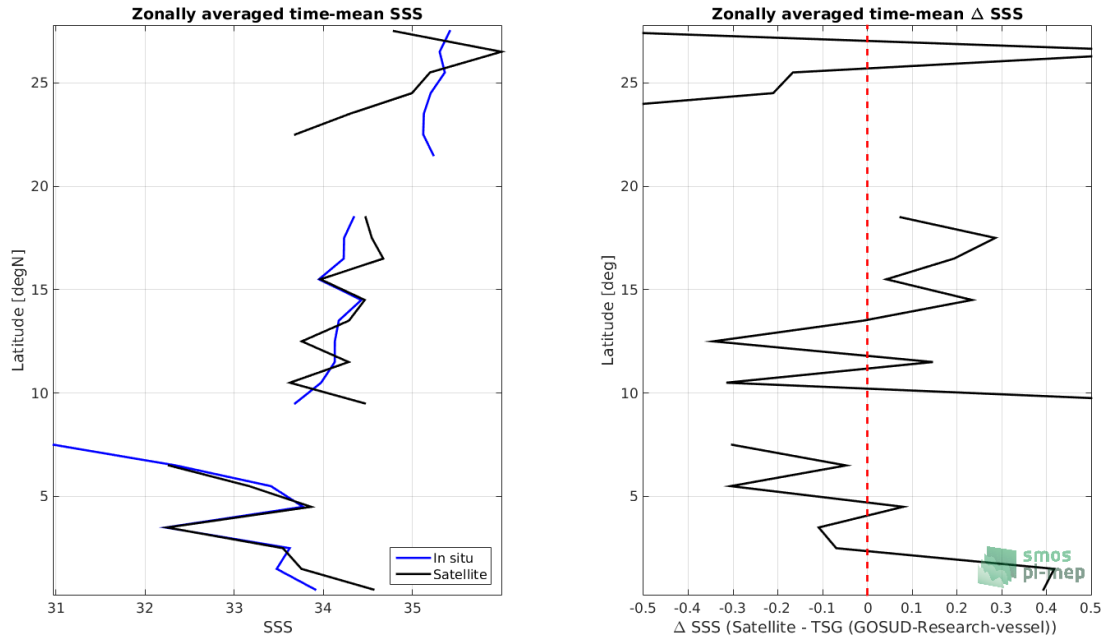 Zonally averaged time-mean SSS
25
20
15
10
5
Latitude [degN]
In situ
Satellite
31 32 33 34 35
SSS
Zonally averaged time-mean Δ SSS
25
20
15
10
5
Latitude [deg]
smos
pi-mep
-0.5 -0.4 -0.3 -0.2 -0.1 0 0.1 0.2 0.3 0.4 0.5
Δ SSS (Satellite - TSG (GOSUD-Research-vessel))